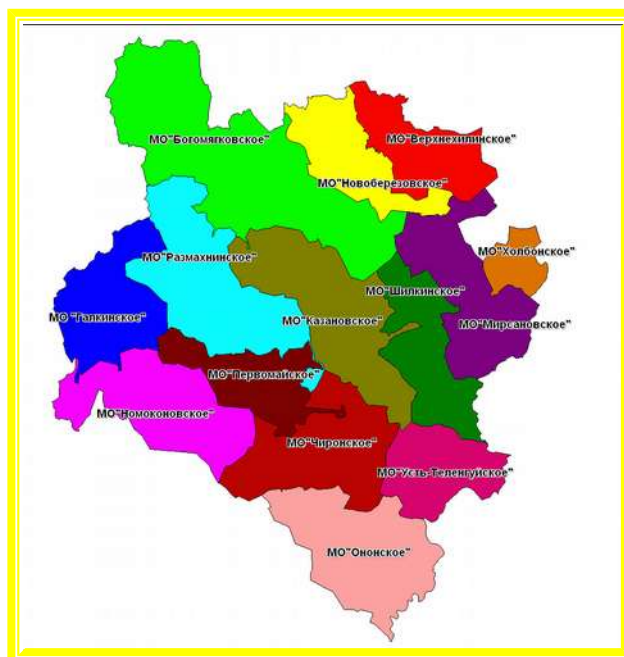 МО"Богомягковское"
МО"Верхнехилинское"
МО"Новоберезовское"
МО"Размахнинское"
МО"Холбонское"
МО"Шилкинское"
МО "Галкинское"
МО"Казановское"
МО"Мирсановское"
МО"Первомайское"
МО"Номоконовское"
МО"Чиронское"
МО"Усть-Теленгуйское"
МО"Ононское"